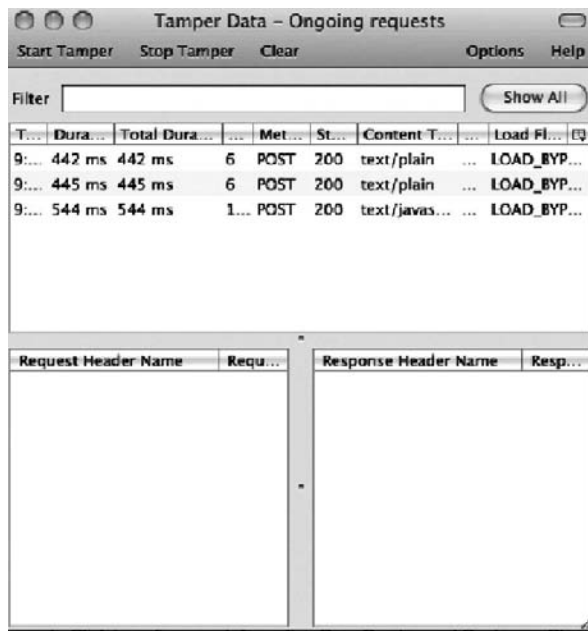 Tamper Data – Ongoing requests
Start Tamper Stop Tamper Clear Options Help
Filter Show All
T... Dura... Total Dura... ... Met... St... Content T... ... Load Fl...
9:... 442 ms 442 ms 6 POST 200 text/plain ... LOAD_BYP...
9:... 445 ms 445 ms 6 POST 200 text/plain ... LOAD_BYP...
9:... 544 ms 544 ms 1... POST 200 text/javas... ... LOAD_BYP...
Request Header Name Requ... Response Header Name Resp...